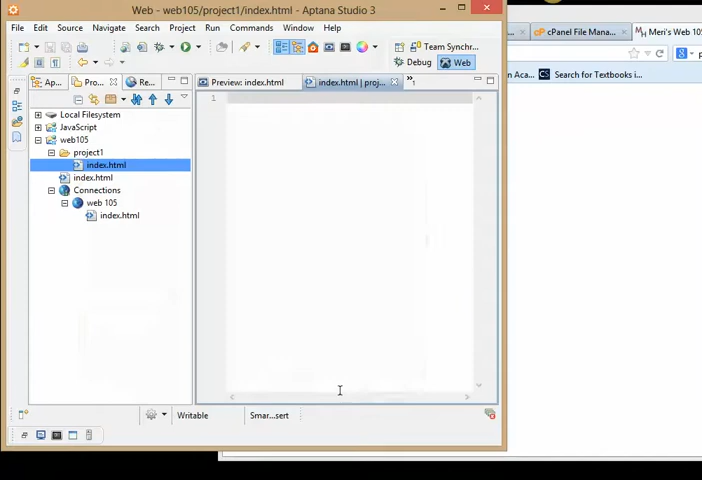 Web - web105/project1/index.html - Aptana Studio 3
File Edit Source Navigate Search Project Run Commands Window Help
Team Synchr...
Debug Web
Ap... Pro... Re...
Preview: index.html index.html | proj...
1
Local Filesystem
JavaScript
web105
project1
index.html
index.html
Connections
web 105
index.html
Writable Smar...sert
cPanel File Mana... Meri's Web 10
Search for Textbooks i...